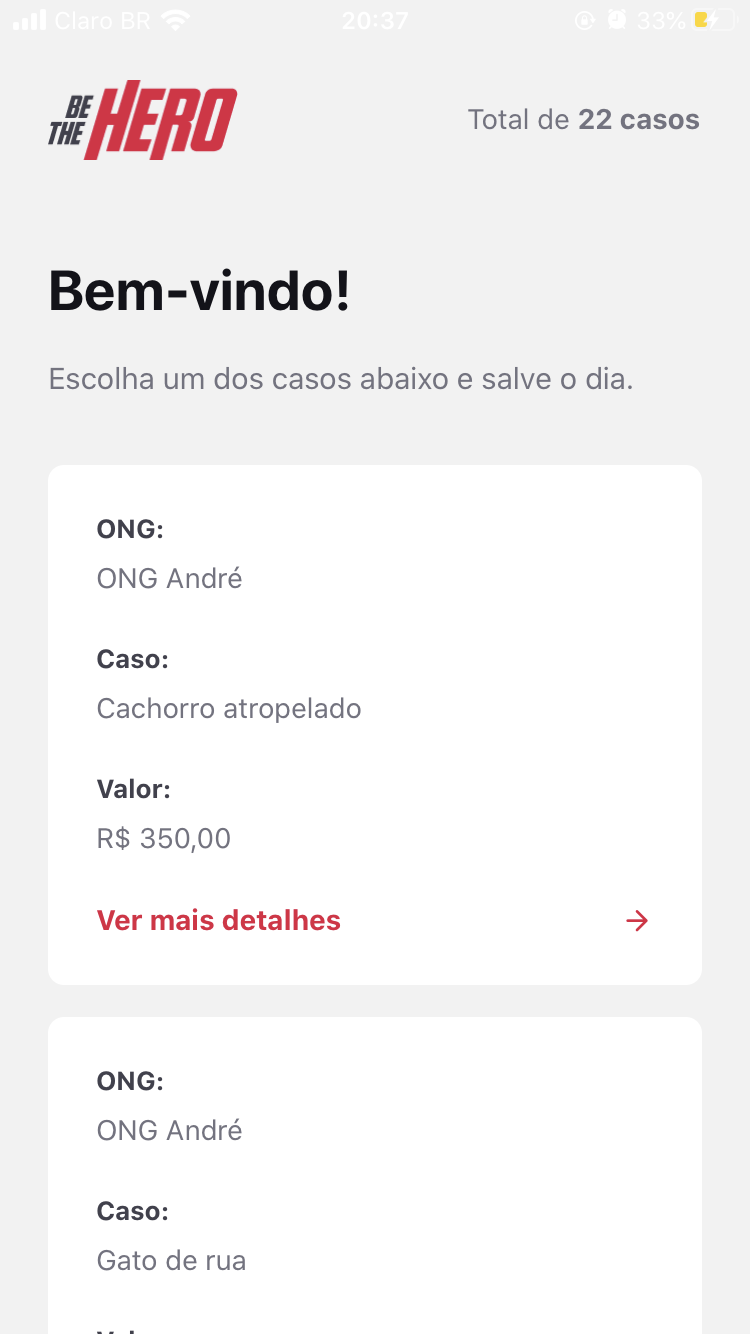 Claro BR 20:37 33%
BE THE HERO
Total de 22 casos
Bem-vindo!
Escolha um dos casos abaixo e salve o dia.
ONG:
ONG André
Caso:
Cachorro atropelado
Valor:
R$ 350,00
Ver mais detalhes →
ONG:
ONG André
Caso:
Gato de rua